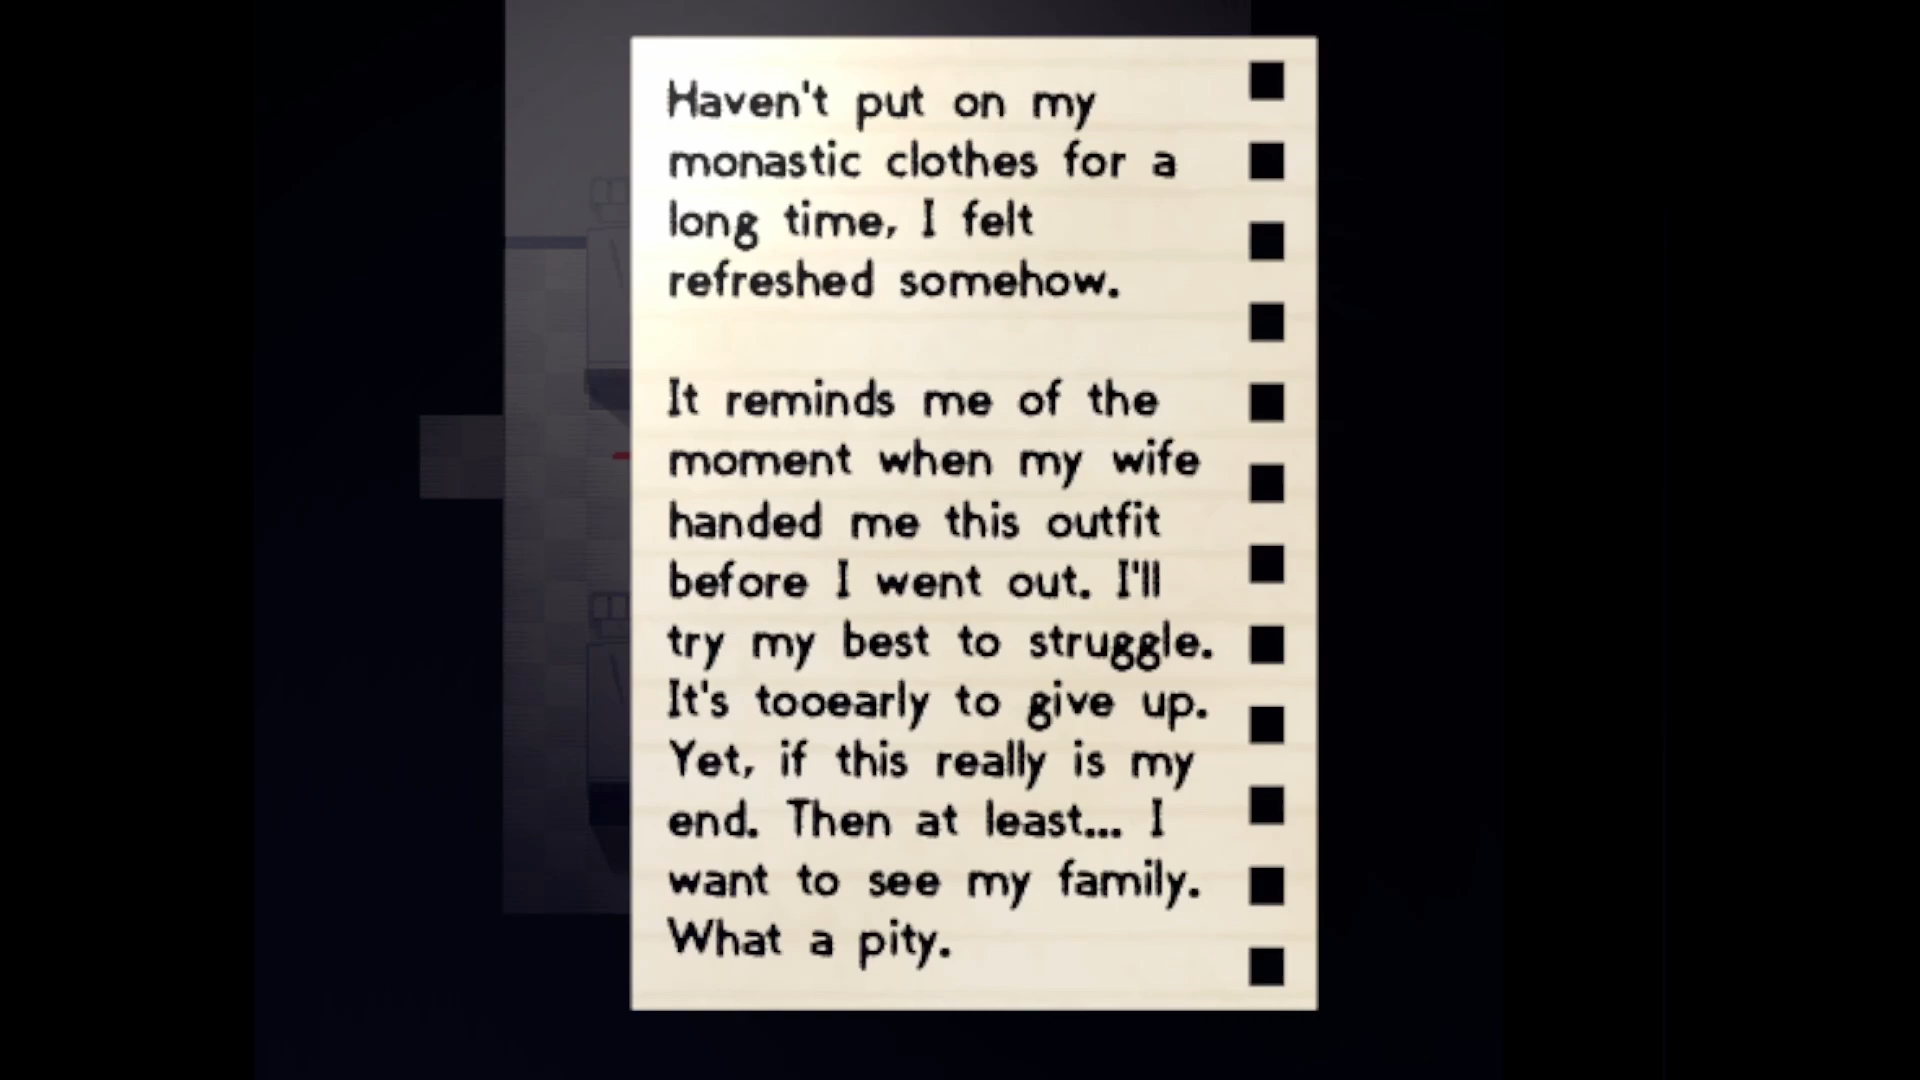 Haven't put on my
monastic clothes for a
long time, I felt
refreshed somehow.
It reminds me of the
moment when my wife
handed me this outfit
before I went out. I'll
try my best to struggle.
It's tooearly to give up.
Yet, if this really is my
end. Then at least... I
want to see my family.
What a pity.